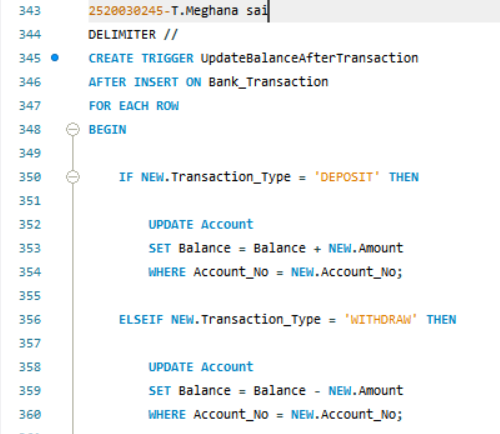 343 2520030245-T.Meghana sai
344 DELIMITER //
345 CREATE TRIGGER UpdateBalanceAfterTransaction
346 AFTER INSERT ON Bank_Transaction
347 FOR EACH ROW
348 BEGIN
349
350 IF NEW.Transaction_Type = 'DEPOSIT' THEN
351
352 UPDATE Account
353 SET Balance = Balance + NEW.Amount
354 WHERE Account_No = NEW.Account_No;
355
356 ELSEIF NEW.Transaction_Type = 'WITHDRAW' THEN
357
358 UPDATE Account
359 SET Balance = Balance - NEW.Amount
360 WHERE Account_No = NEW.Account_No;